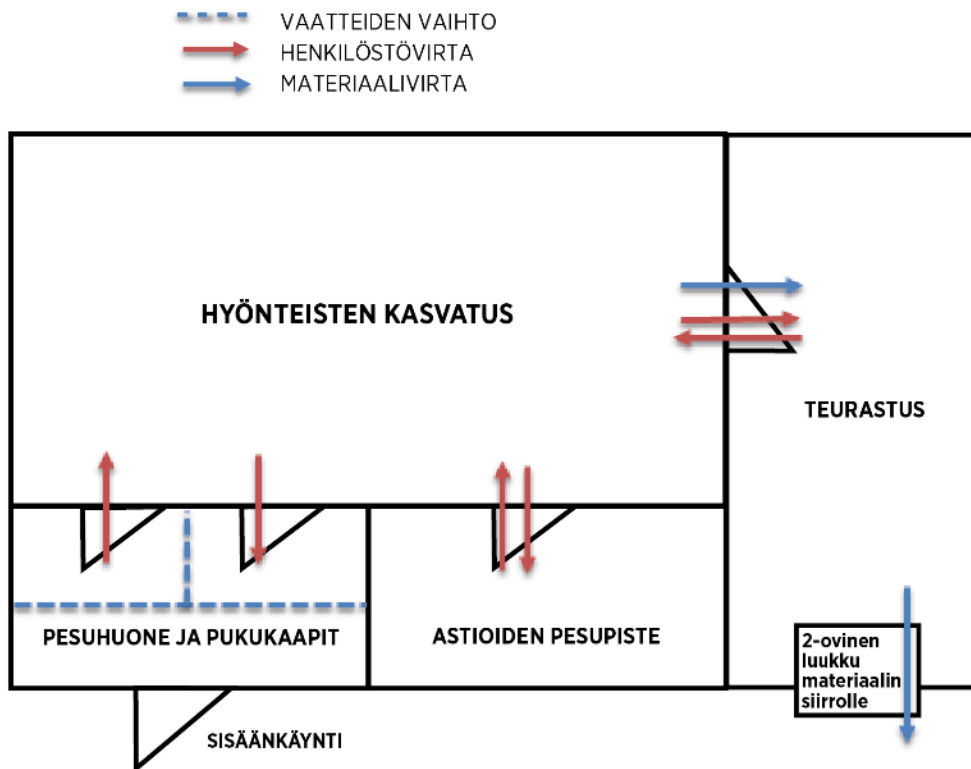 VAATTEIDEN VAIHTO
HENKILÖSTÖVIRTA
MATERIAALIVIRTA
HYÖNTEISTEN KASVATUS
TEURASTUS
PESUHUONE JA PUKUKAAPIT
ASTIOIDEN PESUPISTE
2-ovinen
luukku
materiaalin
siirrolle
SISÄÄNKÄYNTI